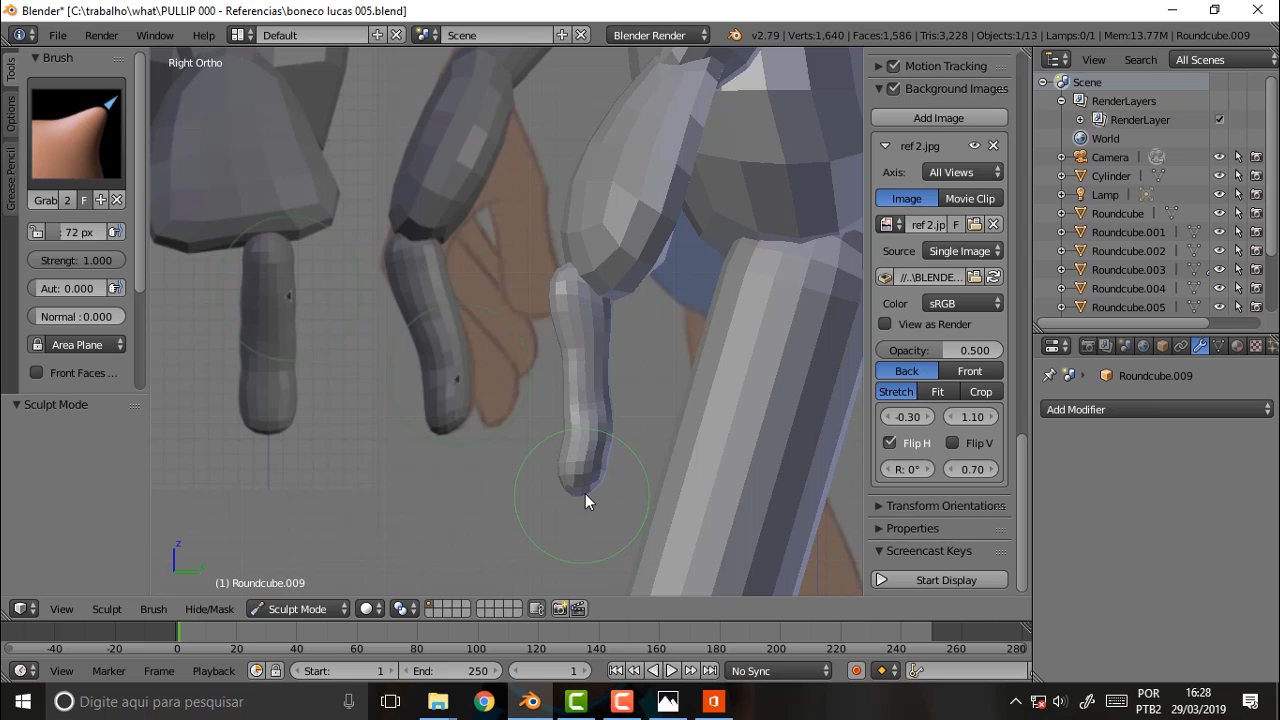 Blender* [C:\trabalho\what\PULLIP 000 - Referencias\boneco lucas 005.blend]
File Render Window Help Default Scene Blender Render v2.79 | Verts:1,640 | Faces:1,586 | Tris:3,228 | Objects:1/13 | Lamps:0/1 | Mem:13.77M | Roundcube.009
Tools
Options
Grease Pencil
Brush
Grab 2 F
: 72 px
Strengt: 1.000
Aut: 0.000
Normal : 0.000
Area Plane
Front Faces ...
Sculpt Mode
Right Ortho
z
(1) Roundcube.009
Motion Tracking
Background Images
Add Image
ref 2.jpg
Axis: All Views
Image Movie Clip
ref 2.jp F
Source Single Image
//..\BLENDE...
Color sRGB
View as Render
Opacity: 0.500
Back Front
Stretch Fit Crop
-0.30 1.10
Flip H Flip V
R: 0° 0.70
Transform Orientations
Properties
Screencast Keys
Start Display
View Search All Scenes
Scene
RenderLayers
RenderLayer
World
Camera
Cylinder
Lamp
Roundcube
Roundcube.001
Roundcube.002
Roundcube.003
Roundcube.004
Roundcube.005
Roundcube.009
Add Modifier
View Sculpt Brush Hide/Mask Sculpt Mode
-40 -20 0 20 40 60 80 100 120 140 160 180 200 220 240 260 280
View Marker Frame Playback Start: 1 End: 250 1 No Sync
Digite aqui para pesquisar
POR
PTB2
16:28
29/03/2019